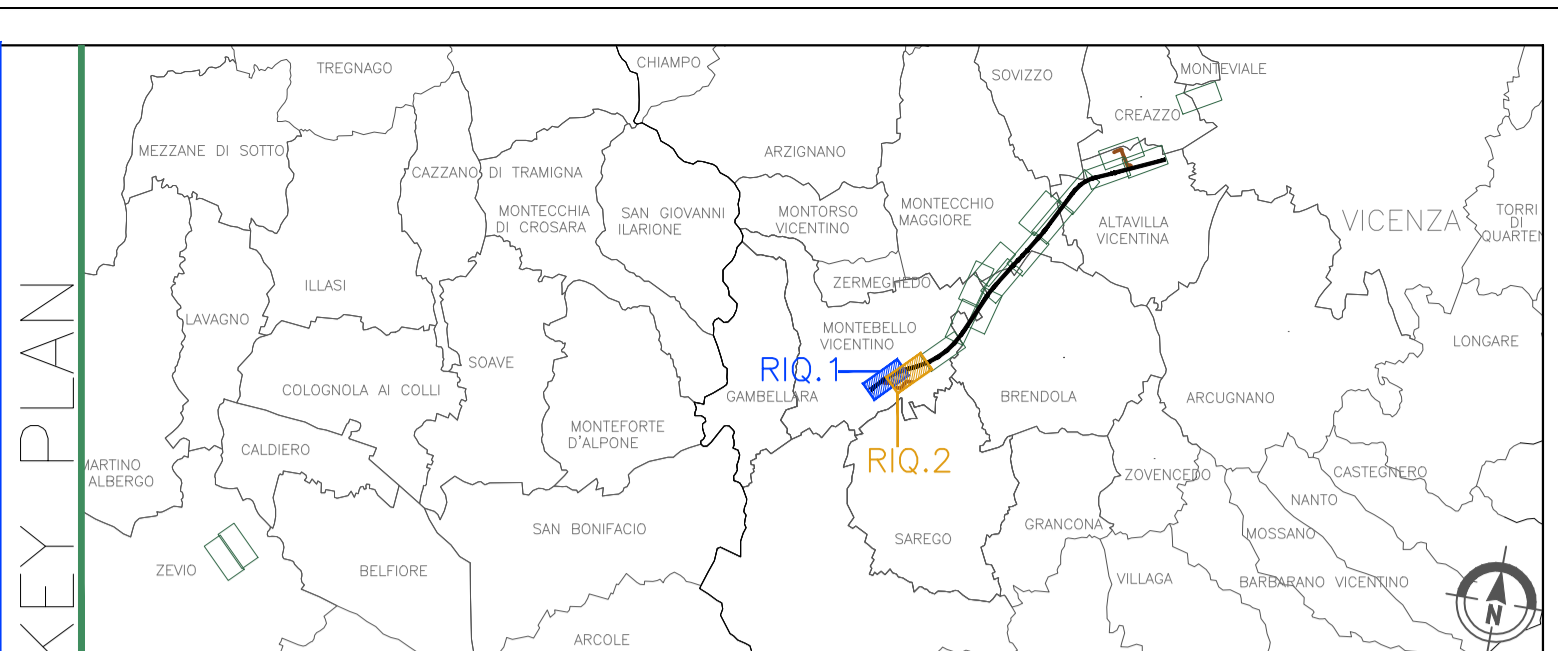 KEY PLAN
TREGNAGO
CHIAMPO
SOVIZZO
MONTEVIALE
CREAZZO
MEZZANE DI SOTTO
ARZIGNANO
CAZZANO DI TRAMIGNA
MONTECCHIA
DI CROSARA
SAN GIOVANNI
ILARIONE
MONTORSO
VICENTINO
MONTECCHIO
MAGGIORE
ALTAVILLA
VICENTINA
VICENZA
TORRI
DI
QUARTE
ILLASI
ZERMEGHEDO
LAVAGNO
MONTEBELLO
VICENTINO
LONGARE
SOAVE
RIQ.1
COLOGNOLA AI COLLI
GAMBELLARA
BRENDOLA
ARCUGNANO
MONTEFORTE
D'ALPONE
CALDIERO
RIQ.2
MARTINO
ALBERGO
ZOVENCEDO
CASTEGNERO
NANTO
SAN BONIFACIO
SAREGO
GRANCONA
MOSSANO
ZEVIO
BELFIORE
VILLAGA
BARBARANO VICENTINO
N
ARCOLE